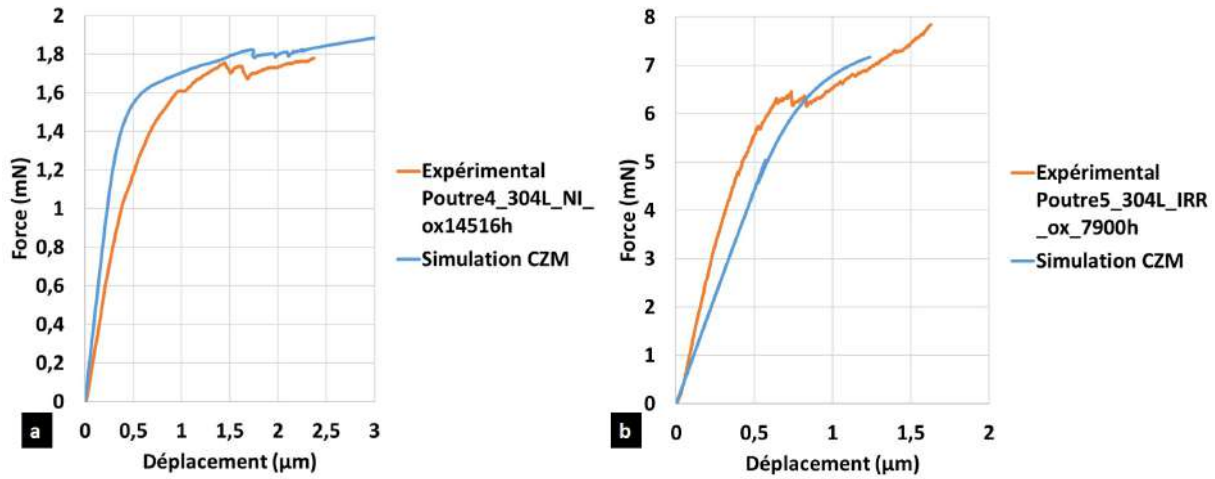 2
1,8
1,6
1,4
1,2
1
0,8
0,6
0,4
0,2
0
Force (mN)
0 0,5 1 1,5 2 2,5 3
Déplacement (µm)
a
Expérimental
Poutre4_304L_NI_
ox14516h
Simulation CZM
8
7
6
5
4
3
2
1
0
Force (mN)
0 0,5 1 1,5 2
Déplacement (µm)
b
Expérimental
Poutre5_304L_IRR
_ox_7900h
Simulation CZM